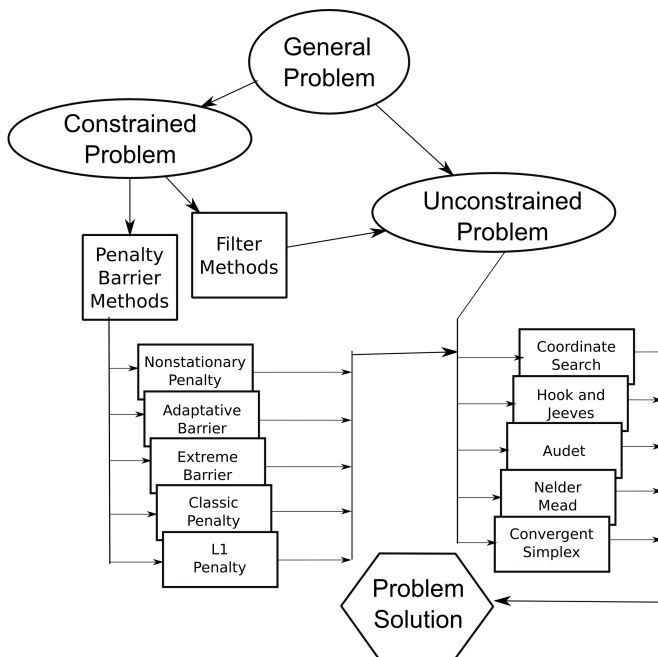 General
Problem
Constrained
Problem
Unconstrained
Problem
Filter
Methods
Penalty
Barrier
Methods
Nonstationary
Penalty
Adaptative
Barrier
Extreme
Barrier
Classic
Penalty
L1
Penalty
Coordinate
Search
Hook and
Jeeves
Audet
Nelder
Mead
Convergent
Simplex
Problem
Solution